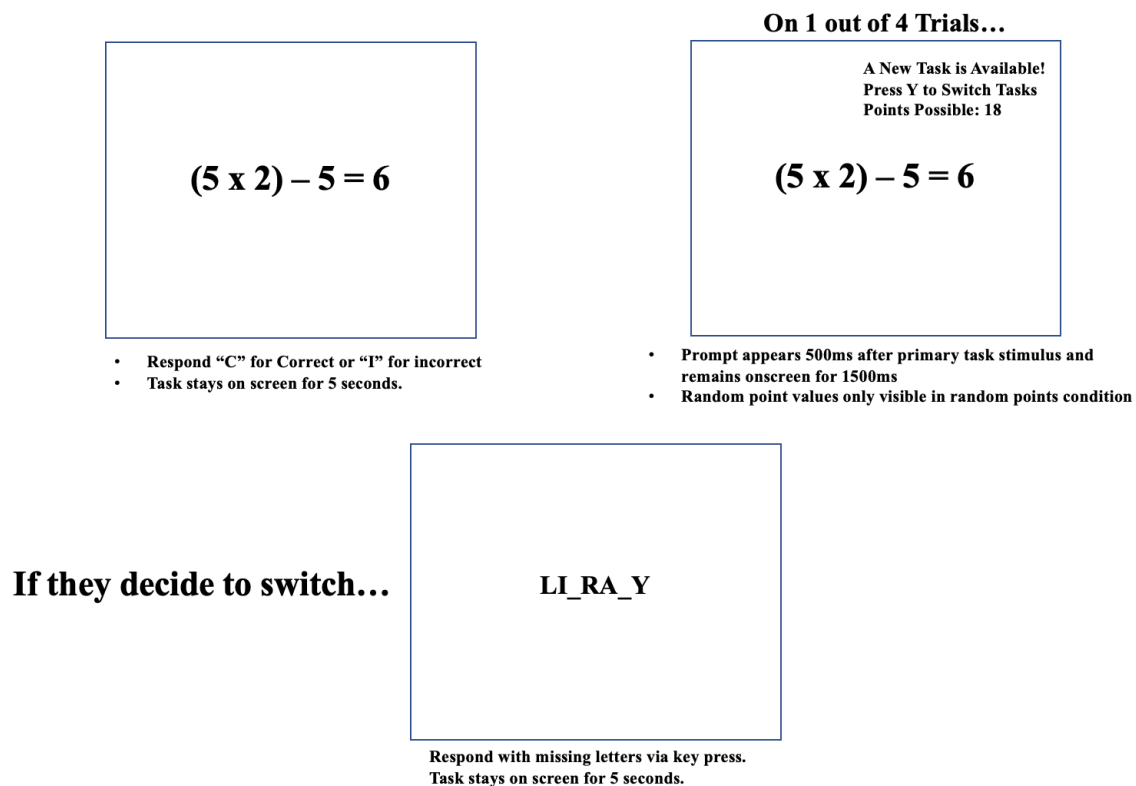 (5 x 2) – 5 = 6
• Respond “C” for Correct or “I” for incorrect
• Task stays on screen for 5 seconds.
On 1 out of 4 Trials…
A New Task is Available!
Press Y to Switch Tasks
Points Possible: 18
(5 x 2) – 5 = 6
• Prompt appears 500ms after primary task stimulus and
remains onscreen for 1500ms
• Random point values only visible in random points condition
If they decide to switch…
LI_RA_Y
Respond with missing letters via key press.
Task stays on screen for 5 seconds.